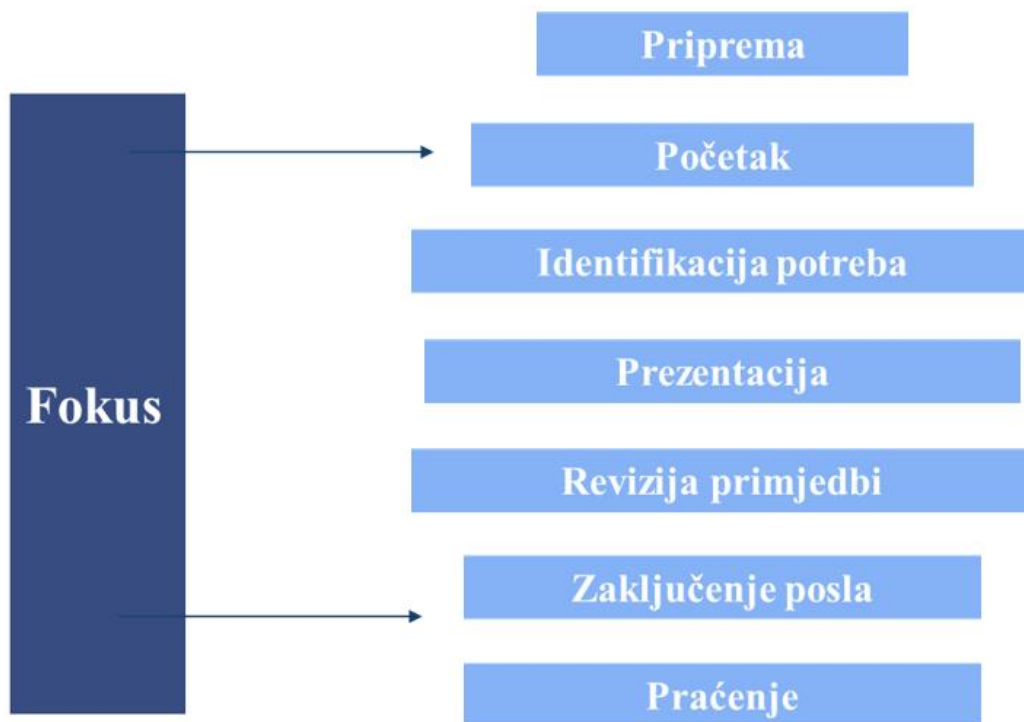 Priprema
Početak
Identifikacija potreba
Prezentacija
Fokus
Revizija primjedbi
Zaključenje posla
Praćenje